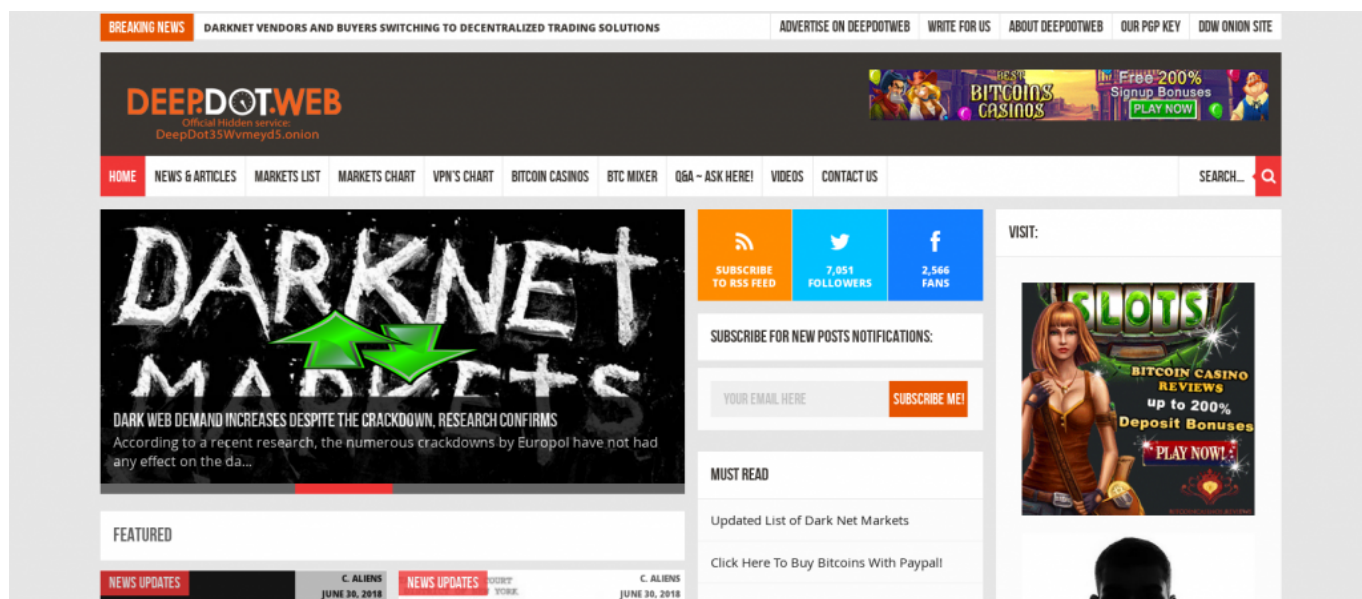 BREAKING NEWS
DARKNET VENDORS AND BUYERS SWITCHING TO DECENTRALIZED TRADING SOLUTIONS
ADVERTISE ON DEEPDOTWEB
WRITE FOR US
ABOUT DEEPDOTWEB
OUR PGP KEY
DDW ONION SITE
DEEP.DOT.WEB
Official Hidden service:
DeepDot35Wvmeyd5.onion
BEST
BITCOINS
CASINOS
Free 200%
Signup Bonuses
PLAY NOW
HOME
NEWS & ARTICLES
MARKETS LIST
MARKETS CHART
VPN'S CHART
BITCOIN CASINOS
BTC MIXER
Q&A ~ ASK HERE!
VIDEOS
CONTACT US
SEARCH...
DARKNET
MARKETS
DARK WEB DEMAND INCREASES DESPITE THE CRACKDOWN, RESEARCH CONFIRMS
According to a recent research, the numerous crackdowns by Europol have not had
any effect on the da...
SUBSCRIBE
TO RSS FEED
7,051
FOLLOWERS
2,566
FANS
SUBSCRIBE FOR NEW POSTS NOTIFICATIONS:
YOUR EMAIL HERE
SUBSCRIBE ME!
MUST READ
Updated List of Dark Net Markets
Click Here To Buy Bitcoins With Paypal!
VISIT:
SLOTS
BITCOIN CASINO
REVIEWS
up to 200%
Deposit Bonuses
PLAY NOW!
FEATURED
NEWS UPDATES
C. ALIENS
JUNE 30, 2018
NEWS UPDATES
COURT
YORK
C. ALIENS
JUNE 30, 2018